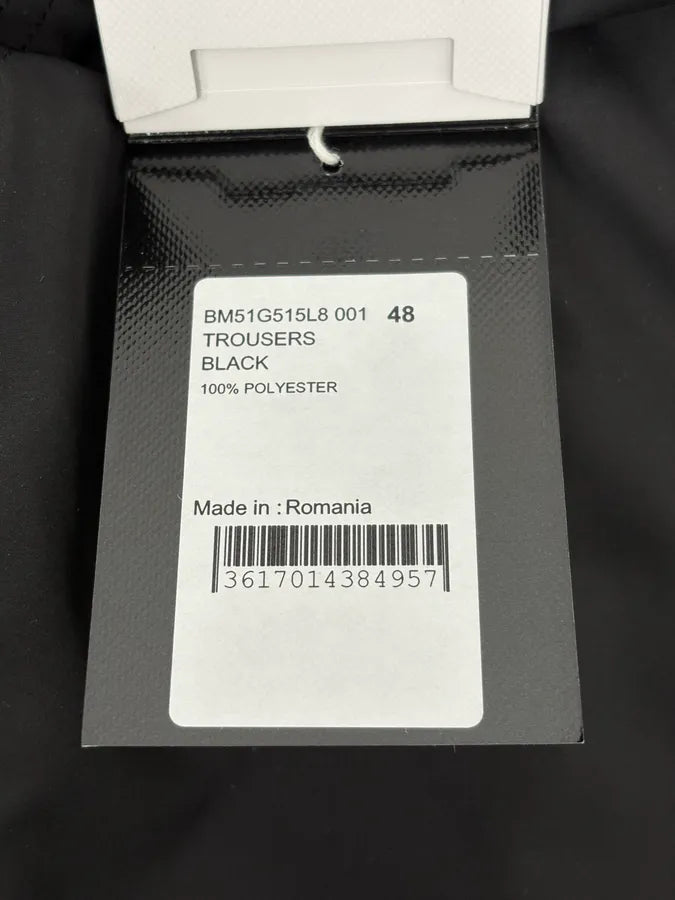 BM51G515L8 001 48
TROUSERS
BLACK
100% POLYESTER
Made in : Romania
3617014384957